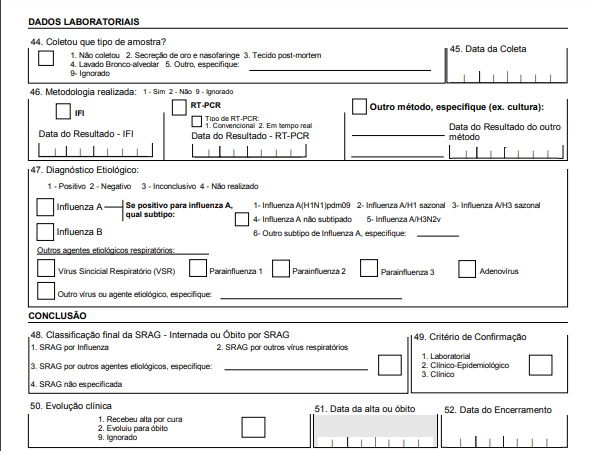 DADOS LABORATORIAIS
44. Coletou que tipo de amostra?
1. Não coletou 2. Secreção de oro e nasofaringe 3. Tecido post-mortem
4. Lavado Bronco-alveolar 5. Outro, especifique:
9- Ignorado
45. Data da Coleta
46. Metodologia realizada: 1 - Sim 2 - Não 9 - Ignorado
IFI
Data do Resultado - IFI
RT-PCR
Tipo de RT-PCR:
1. Convencional 2. Em tempo real
Data do Resultado - RT-PCR
Outro método, especifique (ex. cultura):
Data do Resultado do outro
método
47. Diagnóstico Etiológico:
1 - Positivo 2 - Negativo 3 - Inconclusivo 4 - Não realizado
Influenza A
Se positivo para influenza A,
qual subtipo:
1- Influenza A(H1N1)pdm09 2- Influenza A/H1 sazonal 3- Influenza A/H3 sazonal
4- Influenza A não subtipado 5- Influenza A/H3N2v
6- Outro subtipo de Influenza A, especifique:
Influenza B
Outros agentes etiológicos respiratórios:
Vírus Sincicial Respiratório (VSR) Parainfluenza 1 Parainfluenza 2 Parainfluenza 3 Adenovírus
Outro vírus ou agente etiológico, especifique:
CONCLUSÃO
48. Classificação final da SRAG - Internada ou Óbito por SRAG
1. SRAG por Influenza 2. SRAG por outros vírus respiratórios
3. SRAG por outros agentes etiológicos, especifique:
4. SRAG não especificada
49. Critério de Confirmação
1. Laboratorial
2. Clínico-Epidemiológico
3. Clínico
50. Evolução clínica
1. Recebeu alta por cura
2. Evoluiu para óbito
9. Ignorado
51. Data da alta ou óbito
52. Data do Encerramento